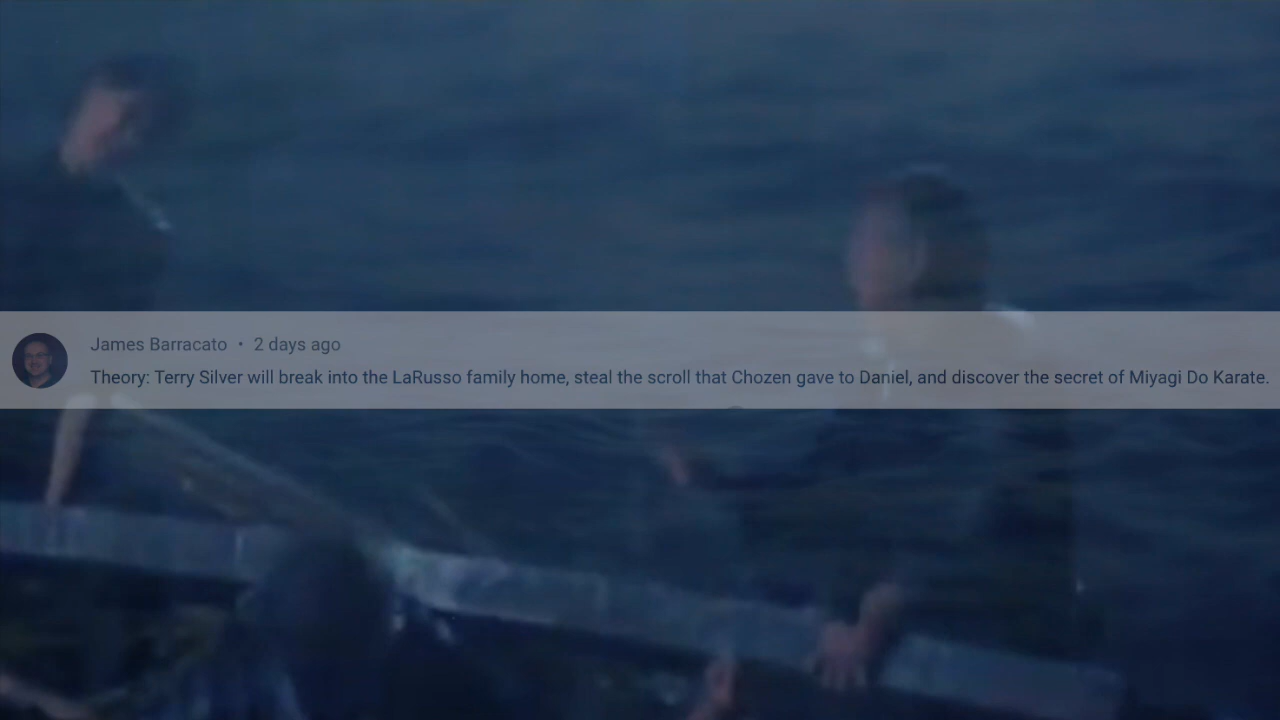 James Barracato • 2 days ago
Theory: Terry Silver will break into the LaRusso family home, steal the scroll that Chozen gave to Daniel, and discover the secret of Miyagi Do Karate.